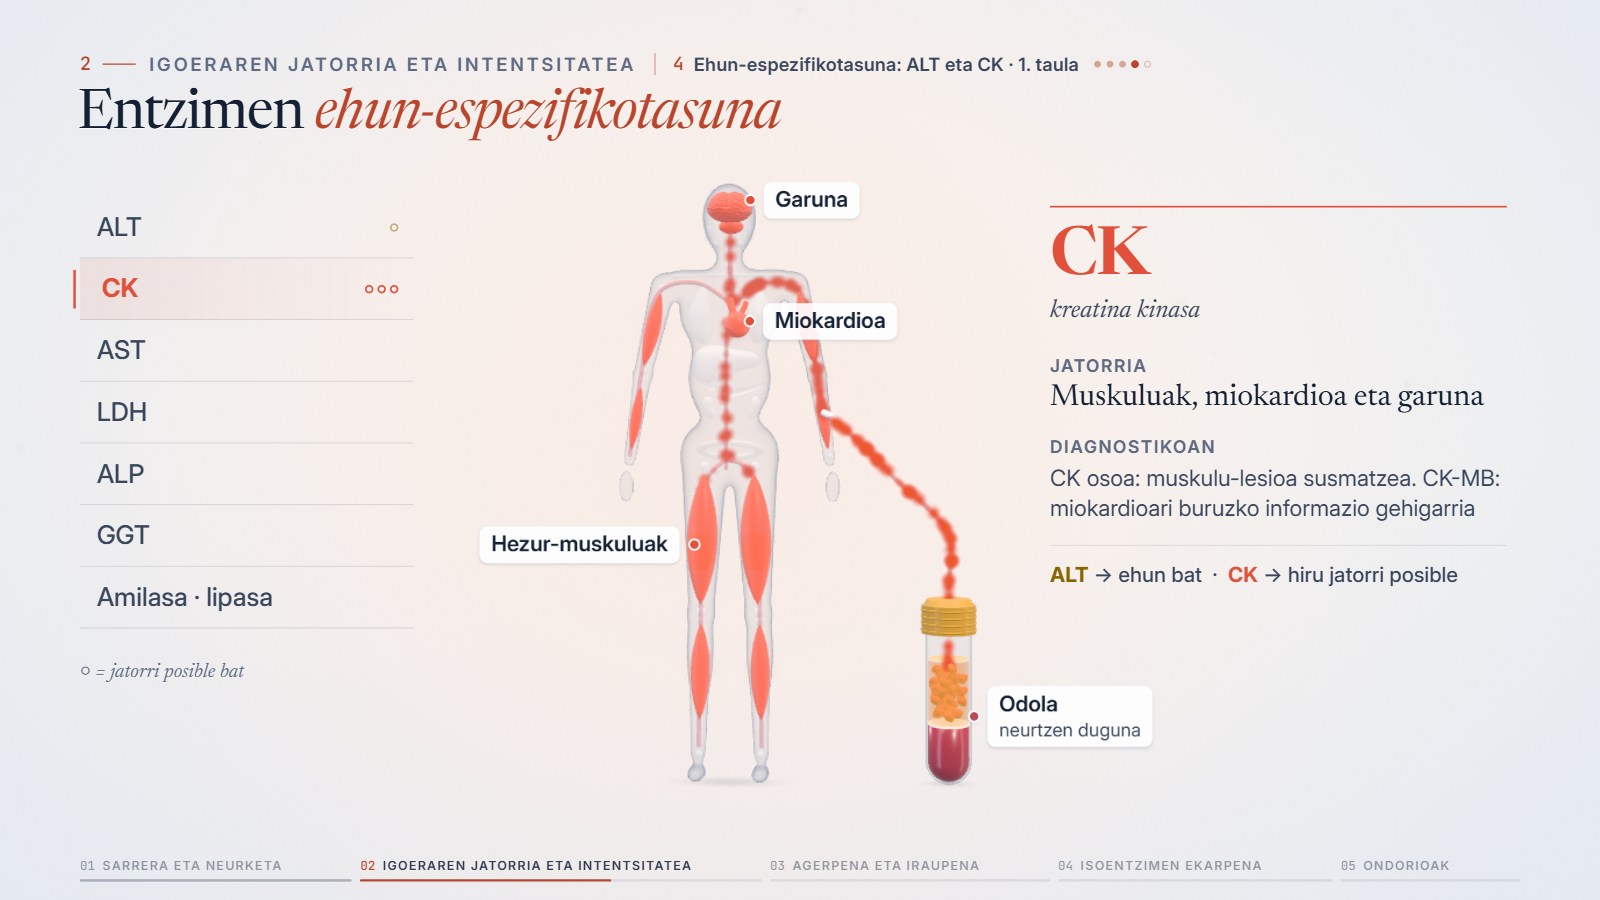 2 — IGOERAREN JATORRIA ETA INTENTSITATEA | 4 Ehun-espezifikotasuna: ALT eta CK · 1. taula
Entzimen ehun-espezifikotasuna
ALT
CK
AST
LDH
ALP
GGT
Amilasa · lipasa
○ = jatorri posible bat
Garuna
Miokardioa
Hezur-muskuluak
Odola
neurtzen duguna
CK
kreatina kinasa
JATORRIA
Muskuluak, miokardioa eta garuna
DIAGNOSTIKOAN
CK osoa: muskulu-lesioa susmatzea. CK-MB:
miokardioari buruzko informazio gehigarria
ALT → ehun bat · CK → hiru jatorri posible
01 SARRERA ETA NEURKETA
02 IGOERAREN JATORRIA ETA INTENTSITATEA
03 AGERPENA ETA IRAUPENA
04 ISOENTZIMEN EKARPENA
05 ONDORIOAK